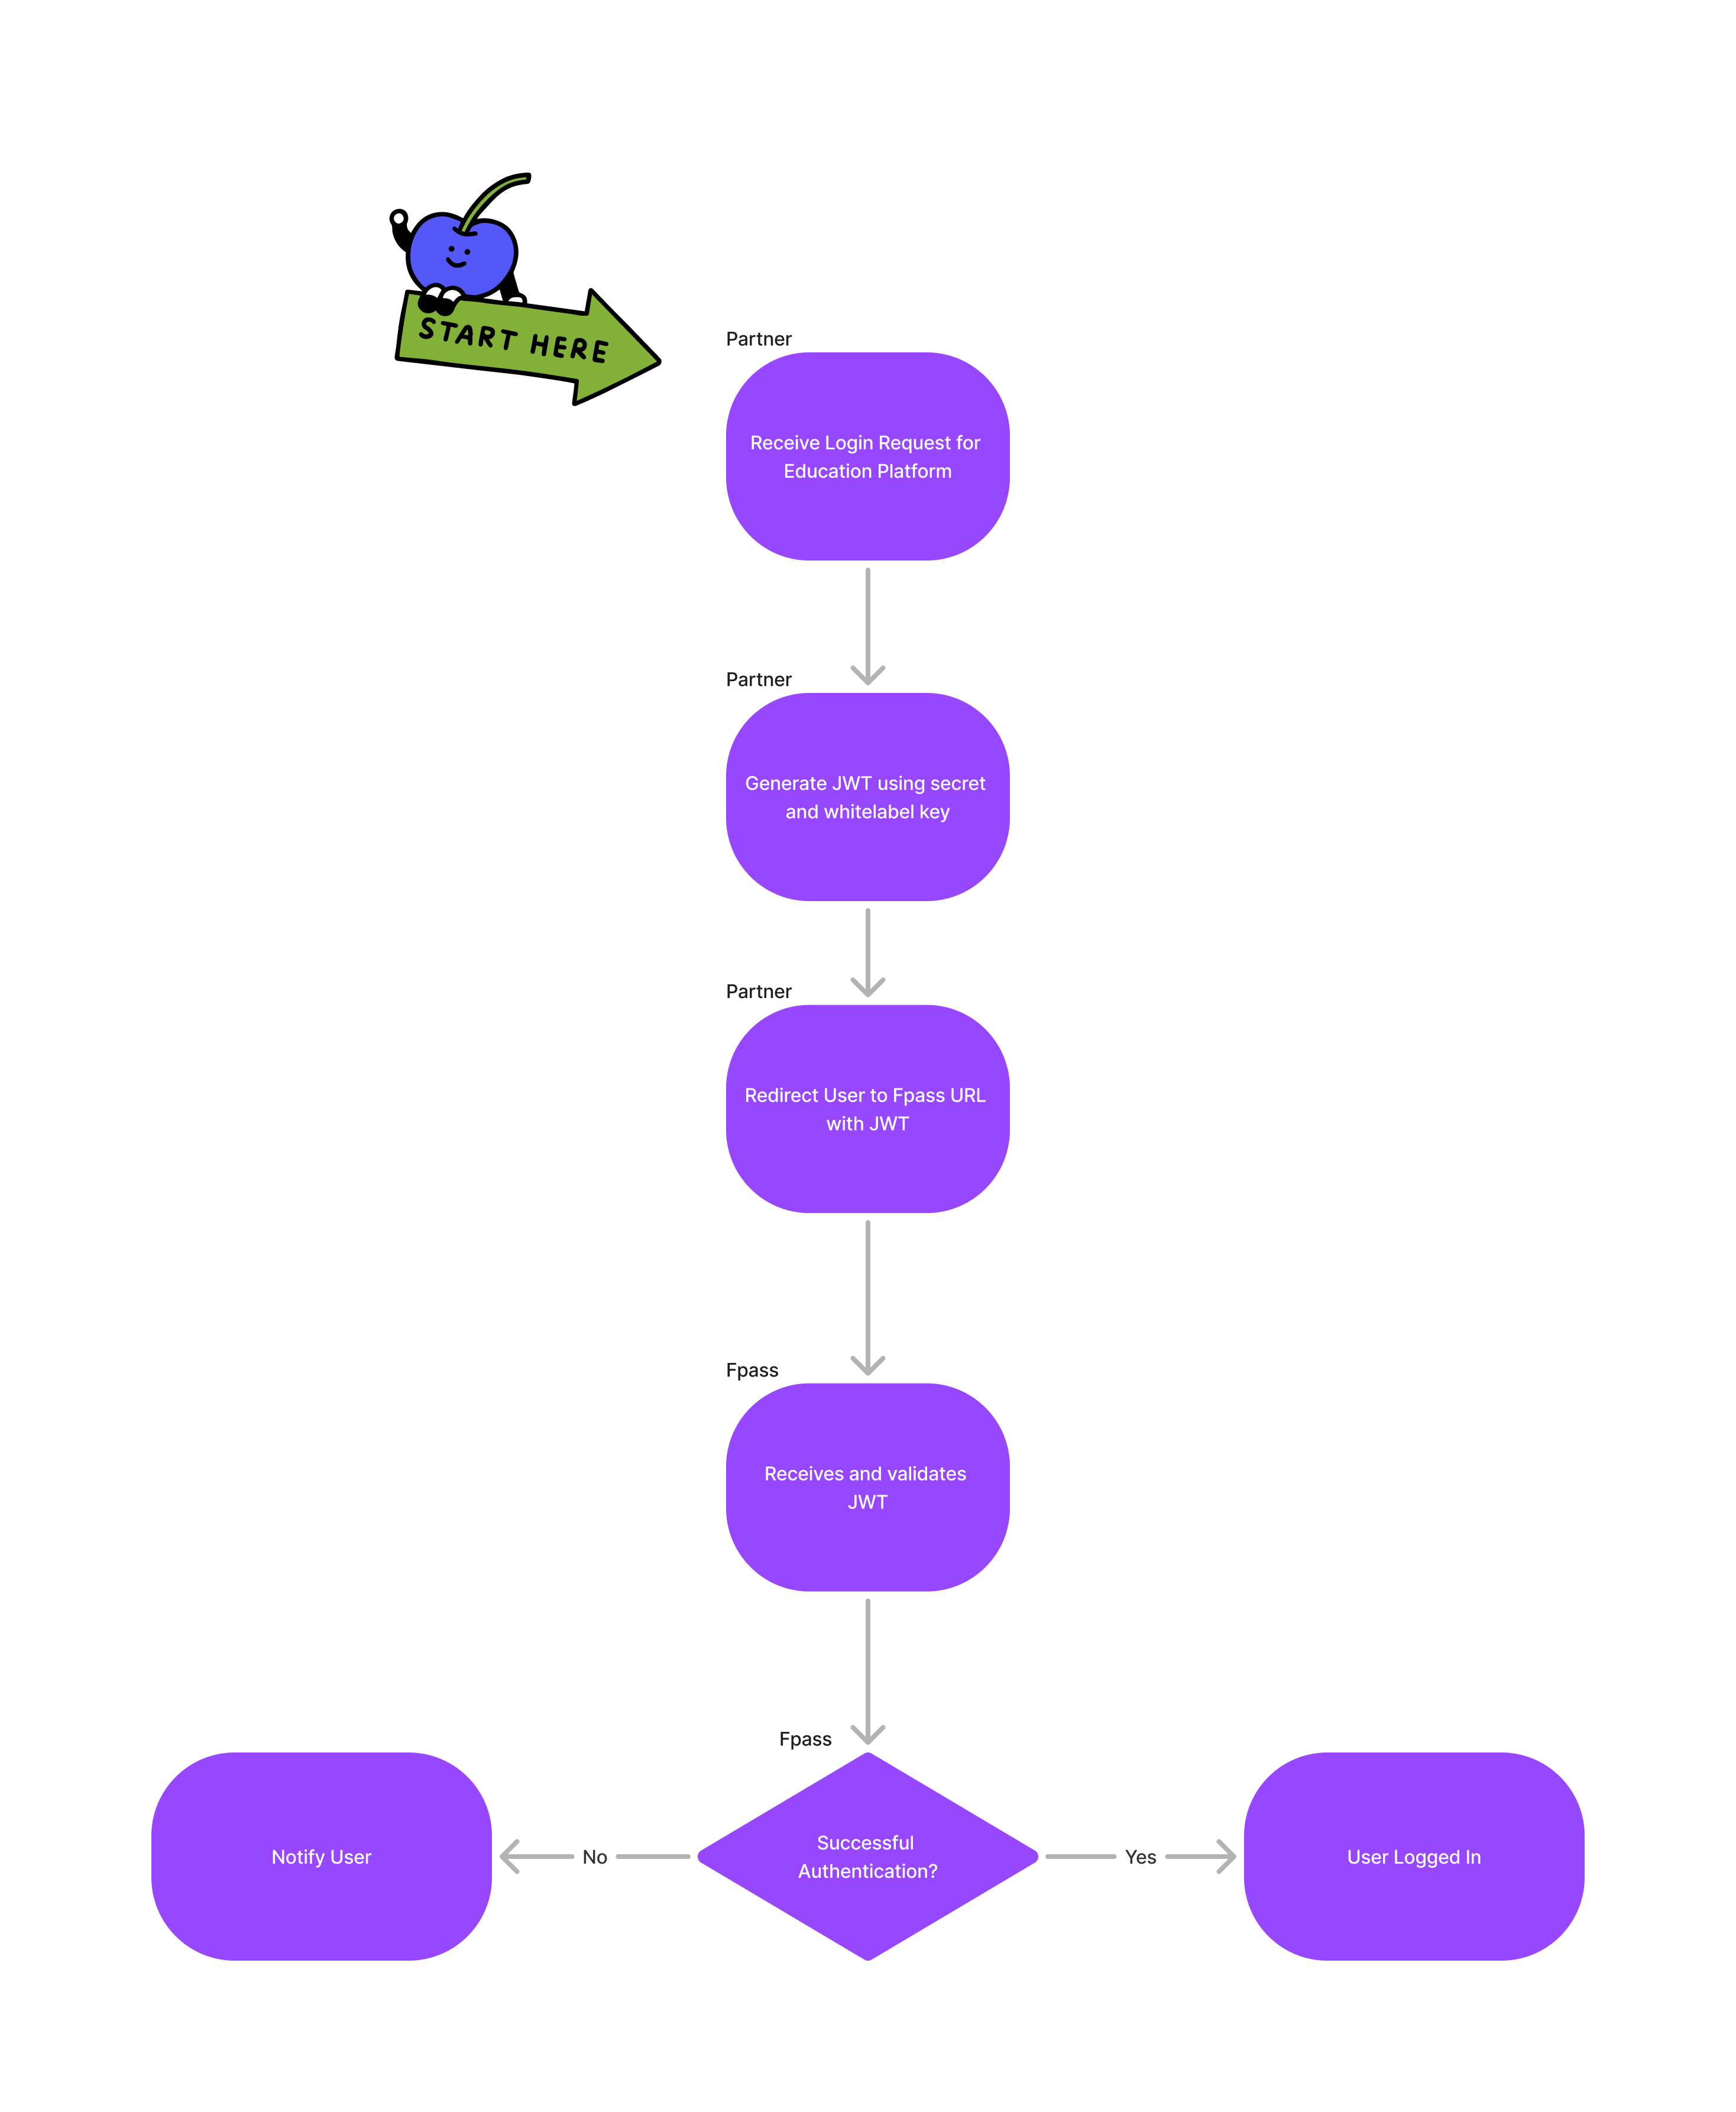 START HERE
Partner
Receive Login Request for
Education Platform
Partner
Generate JWT using secret
and whitelabel key
Partner
Redirect User to Fpass URL
with JWT
Fpass
Receives and validates
JWT
Fpass
Notify User
No
Successful
Authentication?
Yes
User Logged In